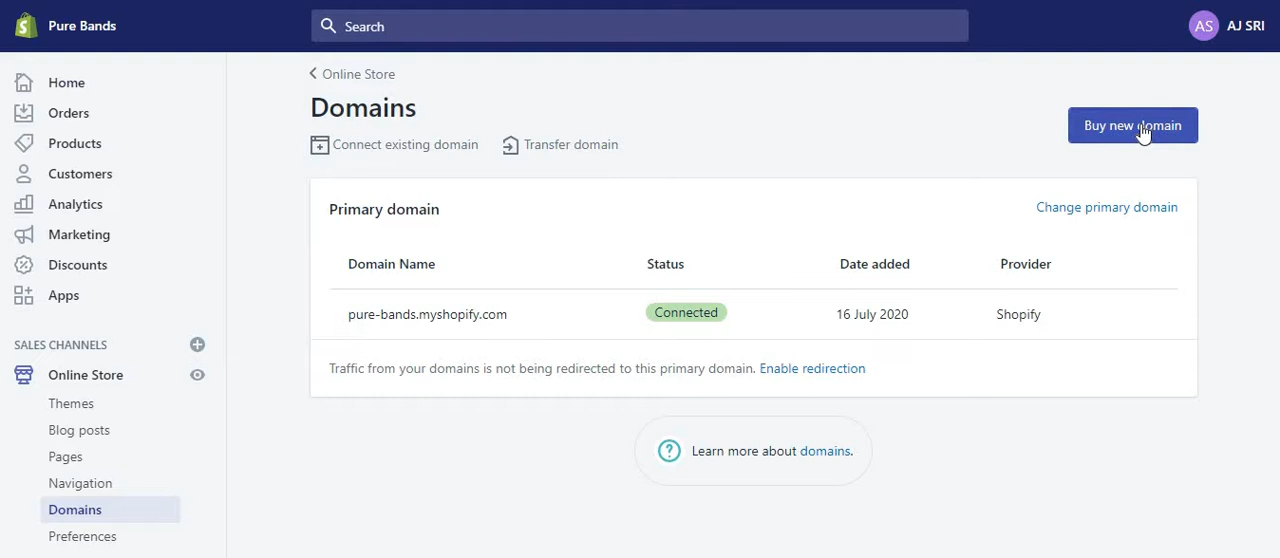 Pure Bands
Search
AS AJ SRI
Home
Orders
Products
Customers
Analytics
Marketing
Discounts
Apps
SALES CHANNELS
Online Store
Themes
Blog posts
Pages
Navigation
Domains
Preferences
Online Store
Domains
Connect existing domain Transfer domain
Buy new domain
Primary domain Change primary domain
Domain Name Status Date added Provider
pure-bands.myshopify.com Connected 16 July 2020 Shopify
Traffic from your domains is not being redirected to this primary domain. Enable redirection
? Learn more about domains.